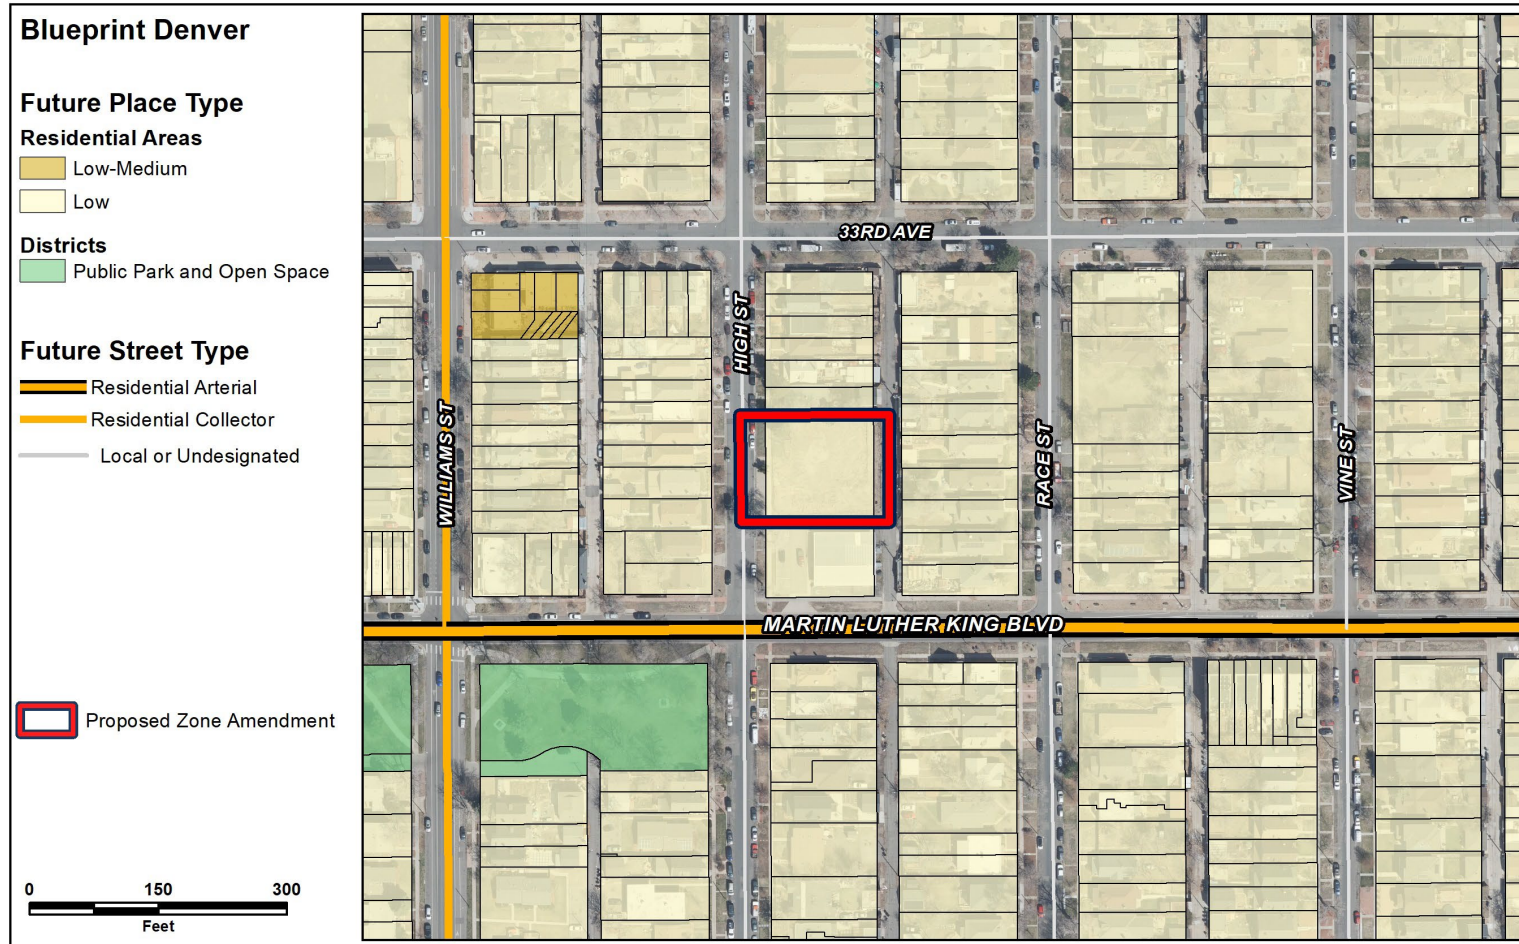 Blueprint Denver
Future Place Type
Residential Areas
Low-Medium
Low
Districts
Public Park and Open Space
Future Street Type
Residential Arterial
Residential Collector
Local or Undesignated
Proposed Zone Amendment
0 150 300
Feet
33RD AVE
HIGH ST
WILLIAMS ST
RACE ST
VINE ST
MARTIN LUTHER KING BLVD